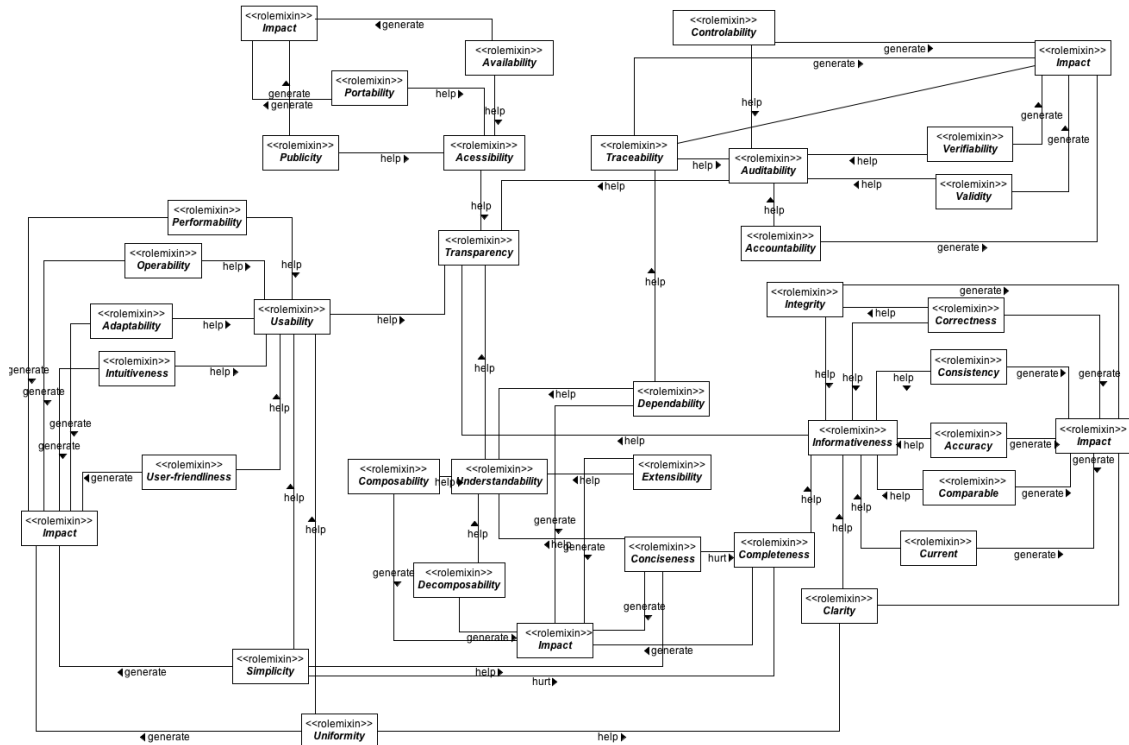 <<rolemixin>>
Impact
◀generate
<<rolemixin>>
Availability
generate
◀generate
<<rolemixin>>
Portability
help▶
help
<<rolemixin>>
Publicity
help▶
<<rolemixin>>
Acessibility
help
<<rolemixin>>
Controlability
generate▶
generate▶
<<rolemixin>>
Impact
help
generate
generate
<<rolemixin>>
Traceability
help▶
<<rolemixin>>
Auditability
◀help
<<rolemixin>>
Verifiability
◀help
◀help
<<rolemixin>>
Validity
help
<<rolemixin>>
Accountability
generate▶
<<rolemixin>>
Performability
<<rolemixin>>
Transparency
<<rolemixin>>
Operability
help▶
help
help
<<rolemixin>>
Adaptability
help▶
<<rolemixin>>
Usability
help▶
<<rolemixin>>
Integrity
generate▶
◀help
<<rolemixin>>
Correctness
<<rolemixin>>
Intuitiveness
help▶
generate
generate
generate
generate
help
help
help
help
help
<<rolemixin>>
Consistency
generate▶
generate
<<rolemixin>>
Dependability
◀help
◀help
<<rolemixin>>
Informativeness
◀help
<<rolemixin>>
Accuracy
generate▶
<<rolemixin>>
Impact
generate
<<rolemixin>>
User-friendliness
◀generate
<<rolemixin>>
Composability
help▶
<<rolemixin>>
Understandability
◀help
<<rolemixin>>
Extensibility
◀help
<<rolemixin>>
Comparable
generate▶
<<rolemixin>>
Impact
help
help
help
generate
◀help
generate
help
help
help
<<rolemixin>>
Conciseness
hurt▶
<<rolemixin>>
Completeness
<<rolemixin>>
Current
generate▶
generate
<<rolemixin>>
Decomposability
generate
<<rolemixin>>
Clarity
generate▶
<<rolemixin>>
Impact
◀generate
generate▶
◀generate
<<rolemixin>>
Simplicity
help▶
hurt▶
◀generate
<<rolemixin>>
Uniformity
help▶